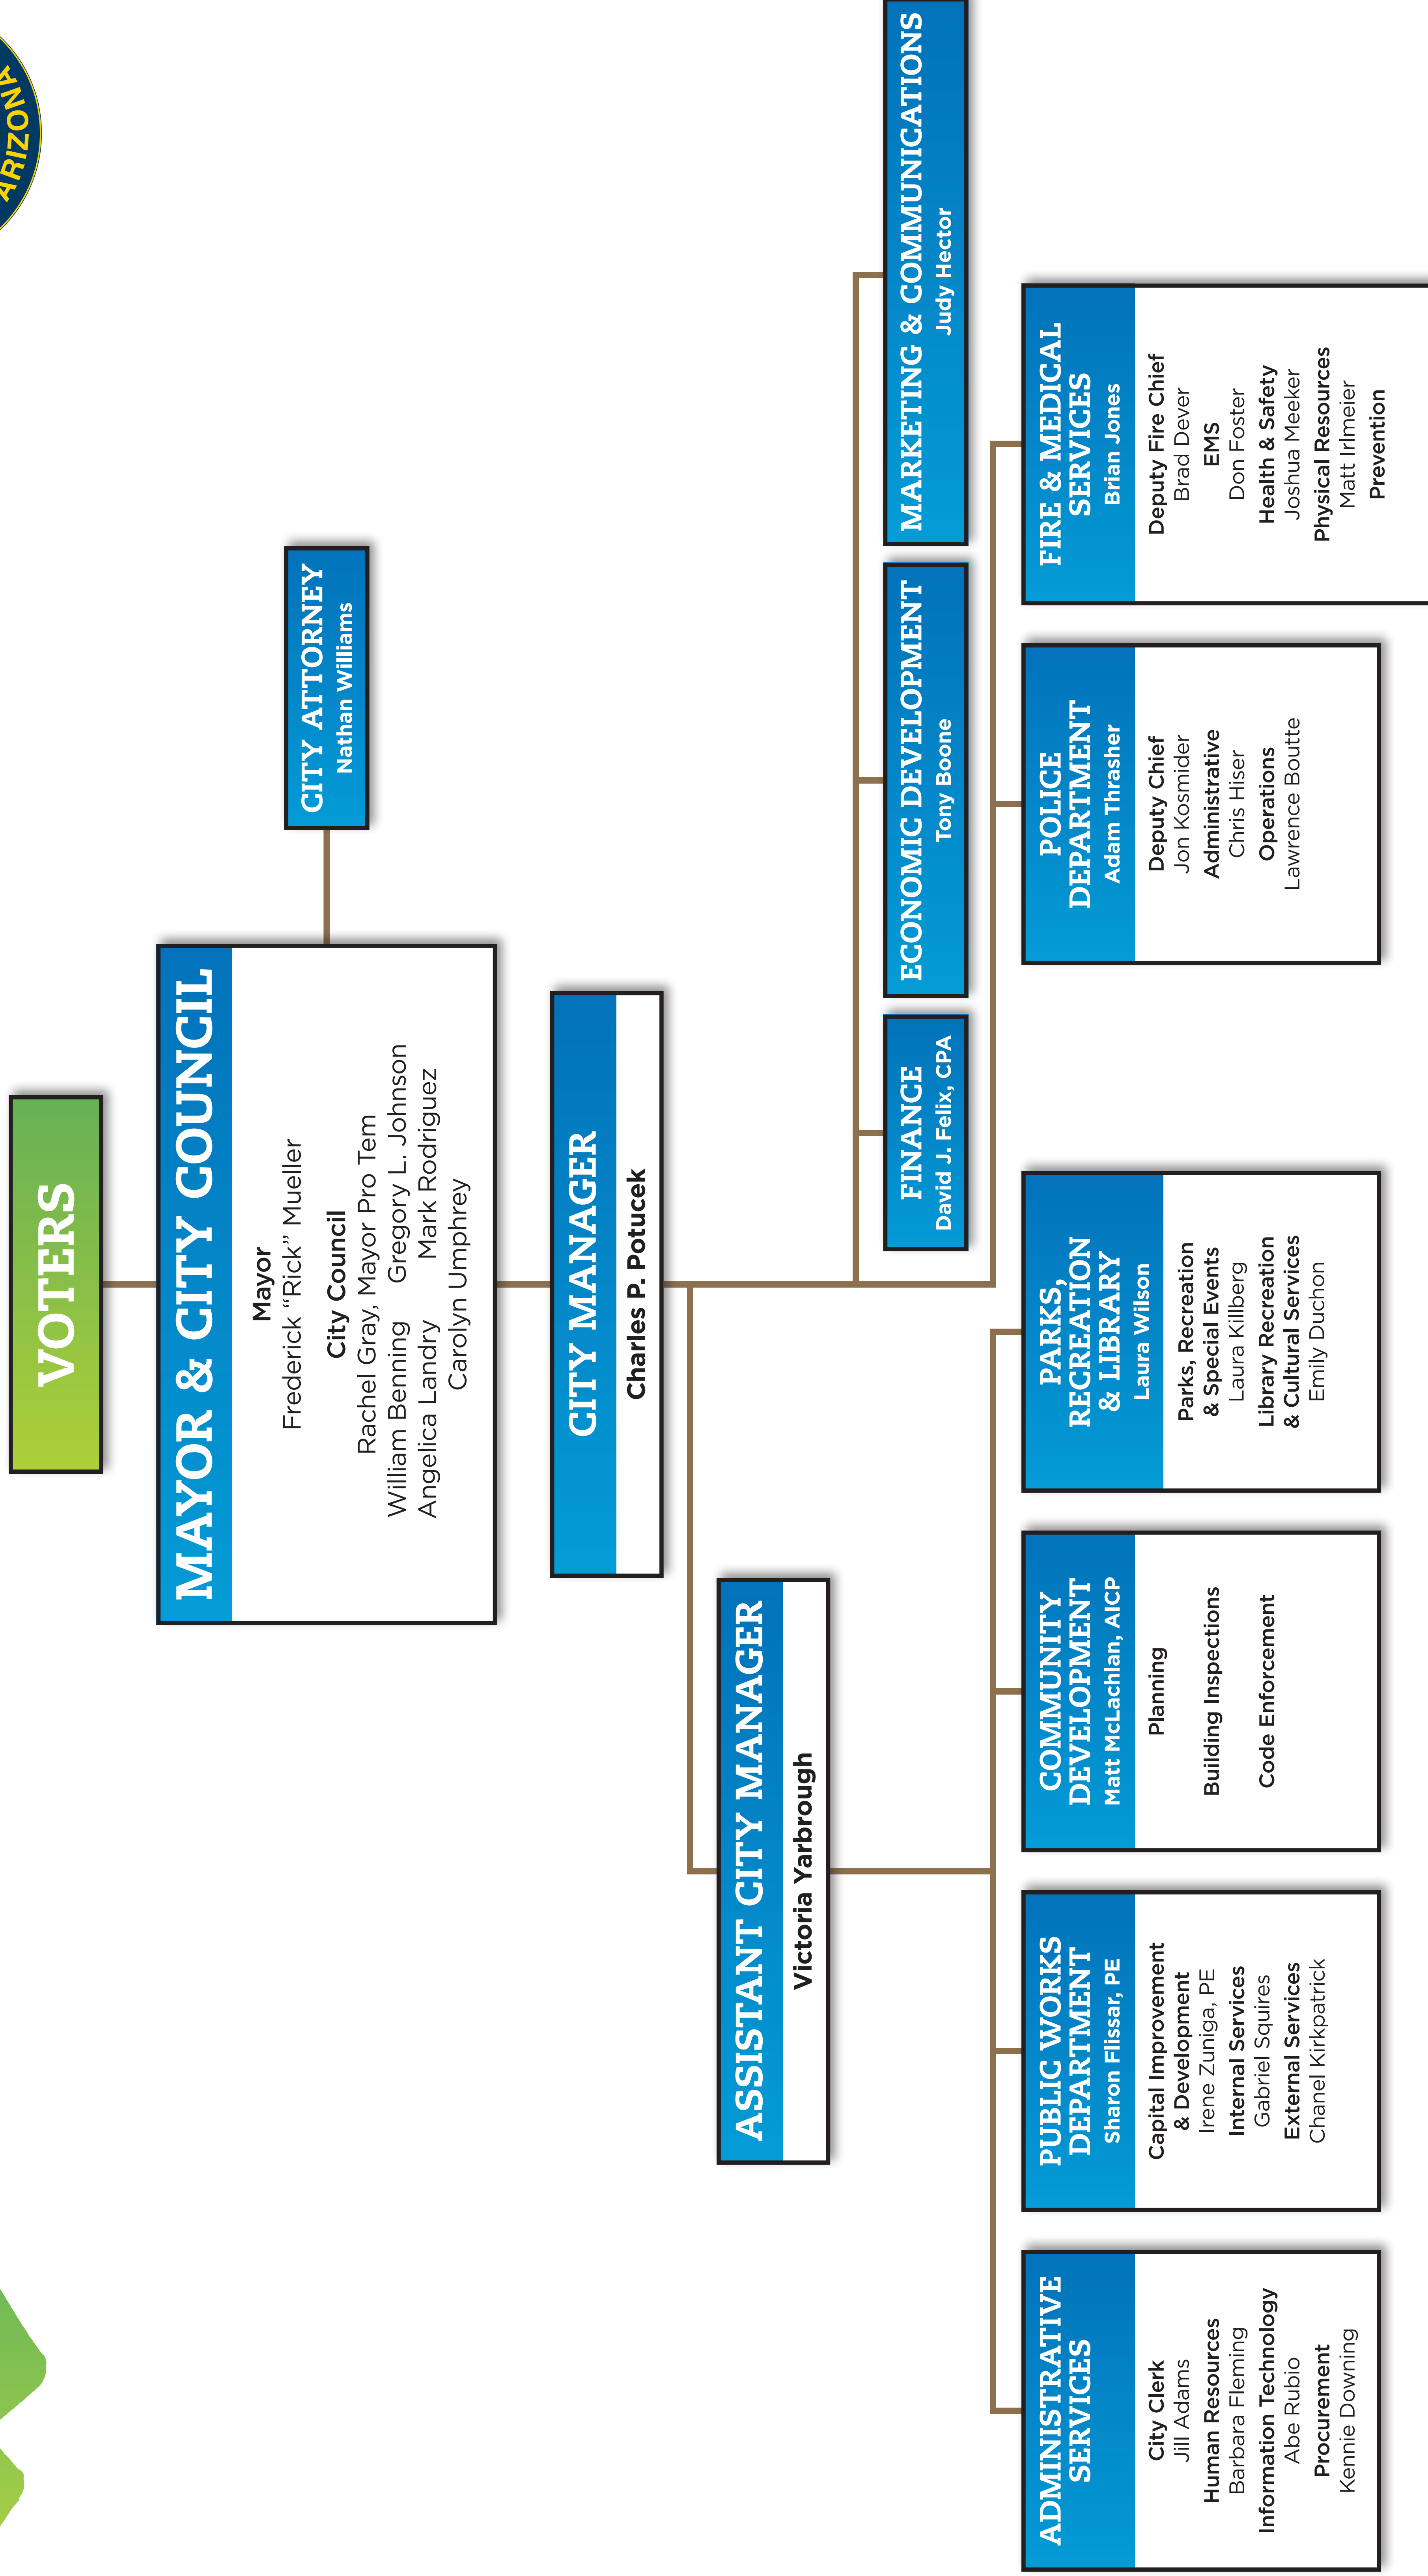 ARIZONA
VOTERS
MAYOR & CITY COUNCIL
Mayor
Frederick “Rick” Mueller
City Council
Rachel Gray, Mayor Pro Tem
William Benning Gregory L. Johnson
Angelica Landry Mark Rodriguez
Carolyn Umphrey
CITY ATTORNEY
Nathan Williams
CITY MANAGER
Charles P. Potucek
ASSISTANT CITY MANAGER
Victoria Yarbrough
FINANCE
David J. Felix, CPA
ECONOMIC DEVELOPMENT
Tony Boone
MARKETING & COMMUNICATIONS
Judy Hector
ADMINISTRATIVE
SERVICES
City Clerk
Jill Adams
Human Resources
Barbara Fleming
Information Technology
Abe Rubio
Procurement
Kennie Downing
PUBLIC WORKS
DEPARTMENT
Sharon Flissar, PE
Capital Improvement
& Development
Irene Zuniga, PE
Internal Services
Gabriel Squires
External Services
Chanel Kirkpatrick
COMMUNITY
DEVELOPMENT
Matt McLachlan, AICP
Planning
Building Inspections
Code Enforcement
PARKS,
RECREATION
& LIBRARY
Laura Wilson
Parks, Recreation
& Special Events
Laura Killberg
Library Recreation
& Cultural Services
Emily Duchon
POLICE
DEPARTMENT
Adam Thrasher
Deputy Chief
Jon Kosmider
Administrative
Chris Hiser
Operations
Lawrence Boutte
FIRE & MEDICAL
SERVICES
Brian Jones
Deputy Fire Chief
Brad Dever
EMS
Don Foster
Health & Safety
Joshua Meeker
Physical Resources
Matt Irlmeier
Prevention